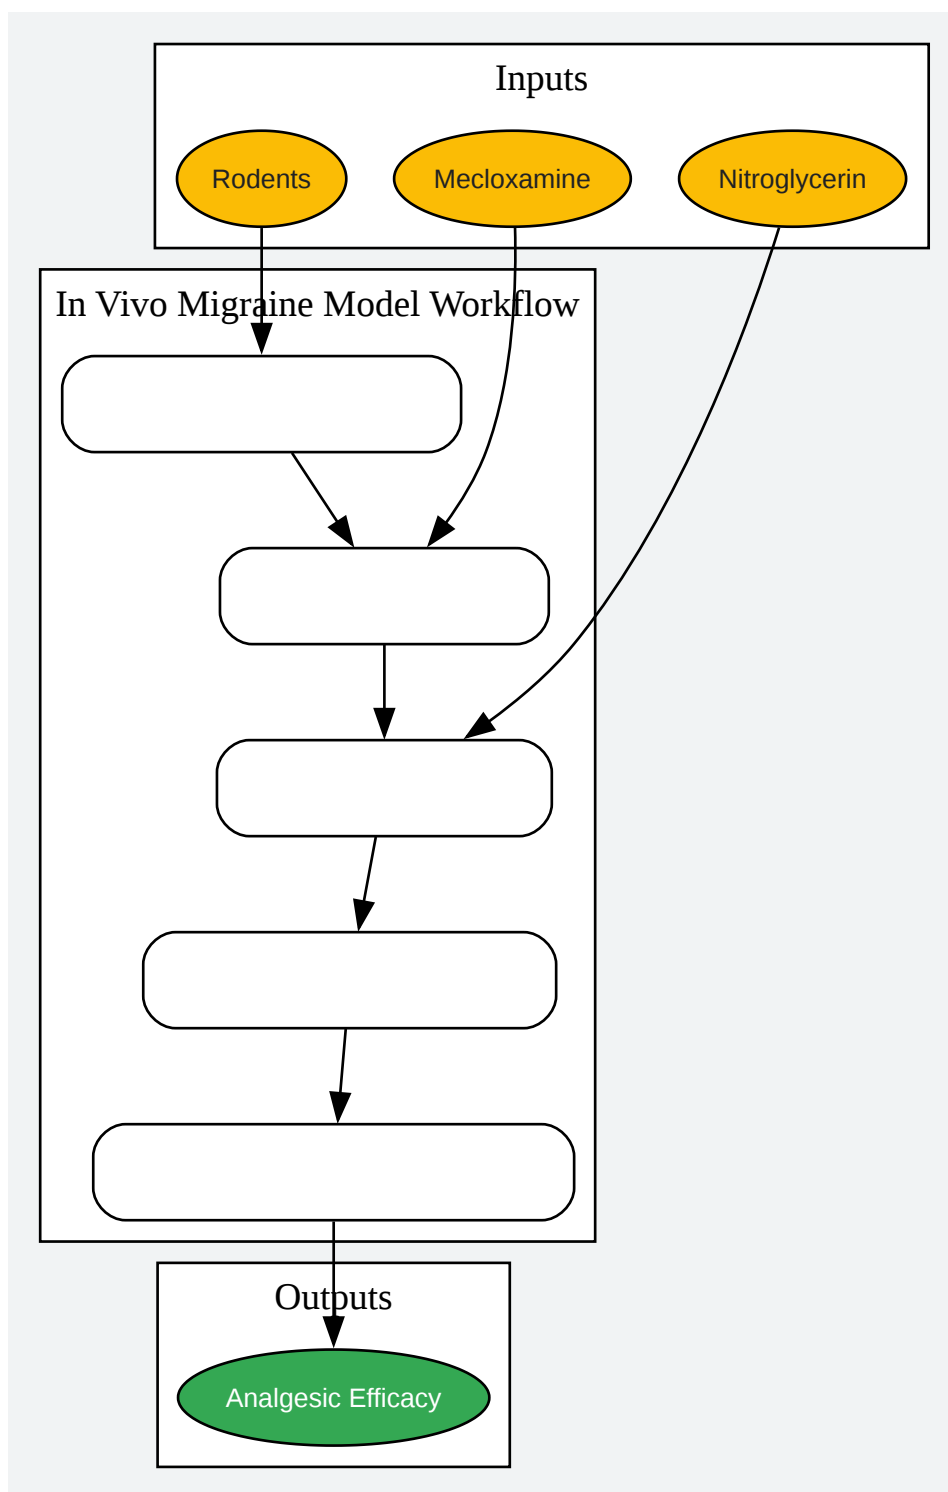 Inputs
Rodents
Mecloxamine
Nitroglycerin
In Vivo Migraine Model Workflow
Outputs
Analgesic Efficacy